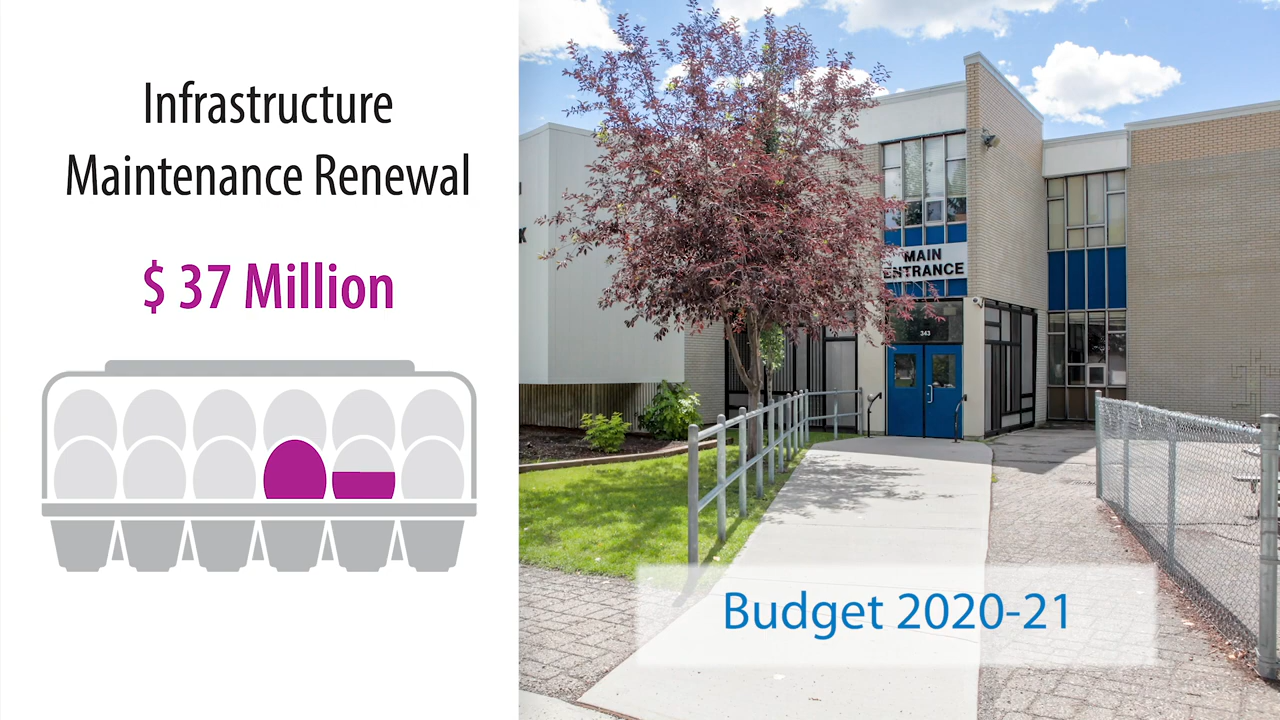 Infrastructure
Maintenance Renewal
$ 37 Million
MAIN
ENTRANCE
343
Budget 2020-21